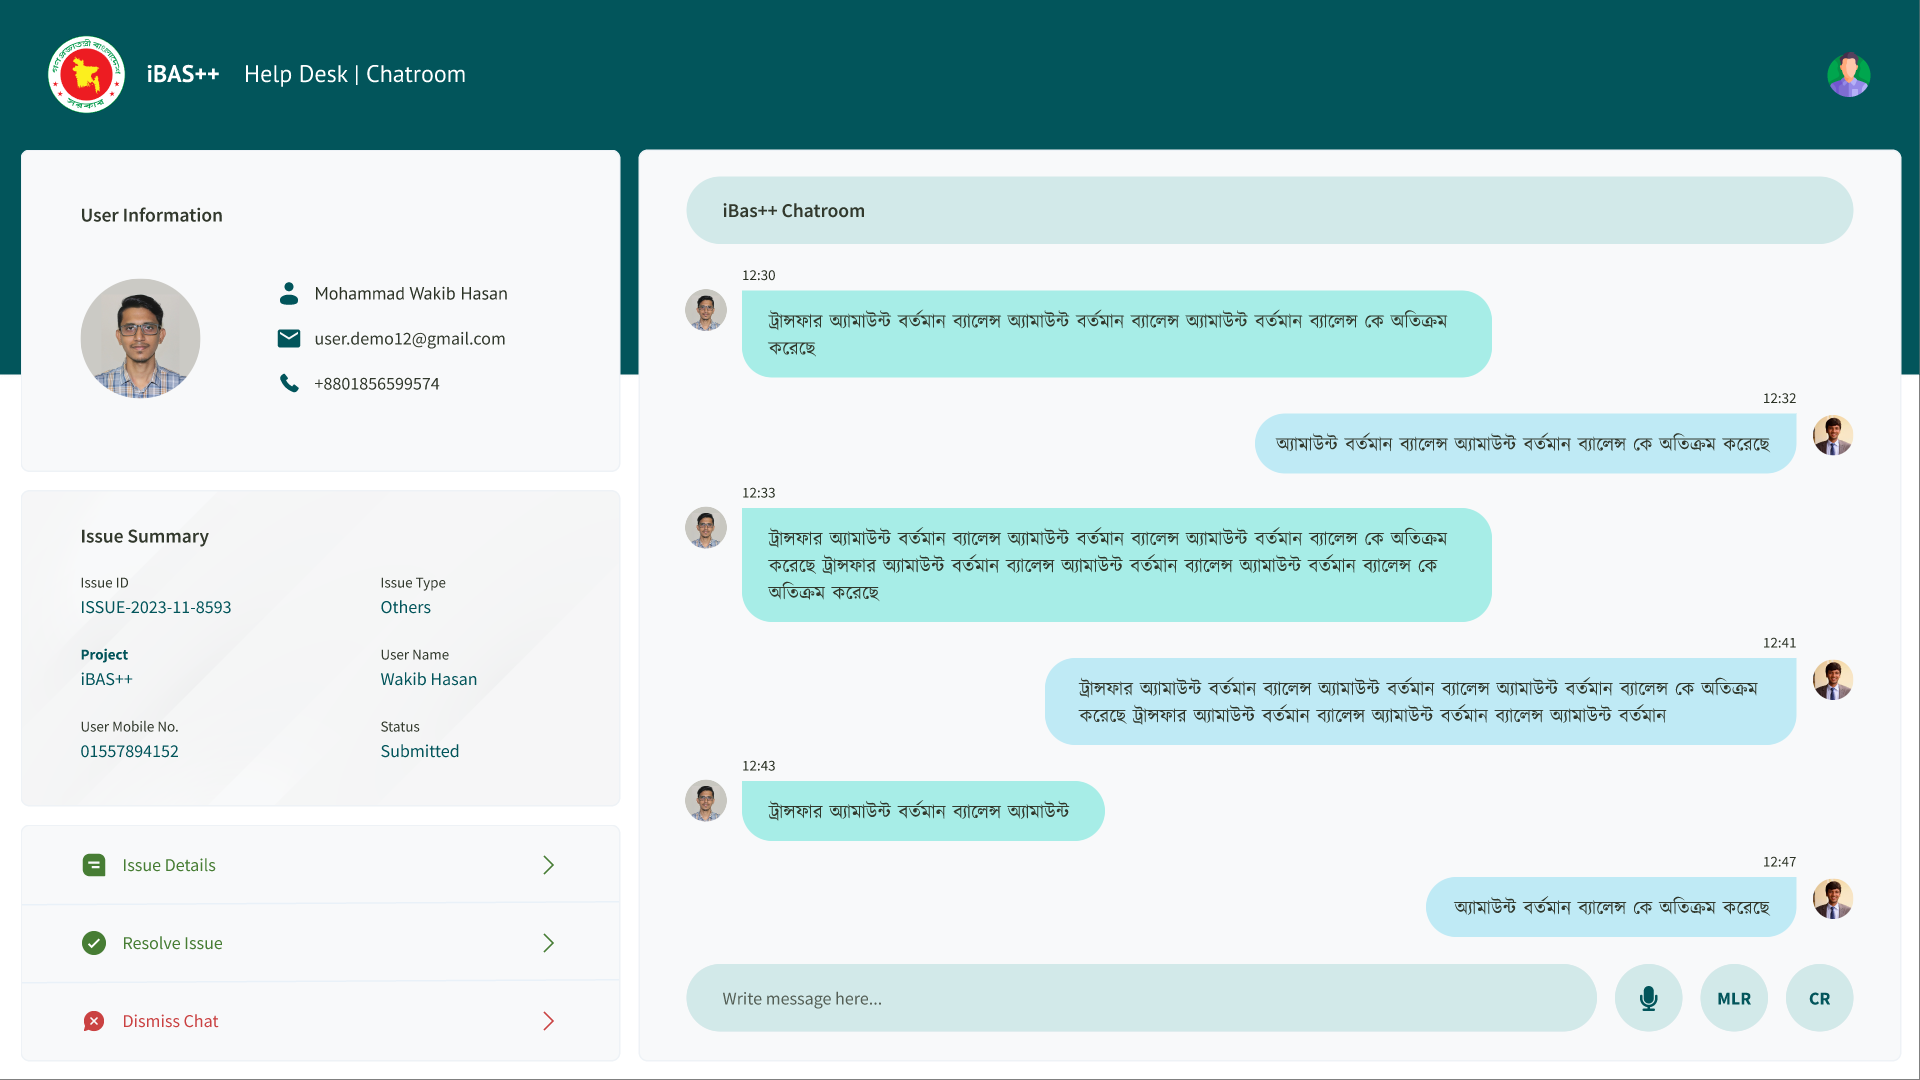 গণপ্রজাতন্ত্রী বাংলাদেশ
সরকার
iBAS++ Help Desk | Chatroom
User Information
Mohammad Wakib Hasan
user.demo12@gmail.com
+8801856599574
Issue Summary
Issue ID
ISSUE-2023-11-8593
Issue Type
Others
Project
iBAS++
User Name
Wakib Hasan
User Mobile No.
01557894152
Status
Submitted
Issue Details
Resolve Issue
Dismiss Chat
iBas++ Chatroom
12:30
ট্রান্সফার অ্যামাউন্ট বর্তমান ব্যালেন্স অ্যামাউন্ট বর্তমান ব্যালেন্স অ্যামাউন্ট বর্তমান ব্যালেন্স কে অতিক্রম
করেছে
12:32
অ্যামাউন্ট বর্তমান ব্যালেন্স অ্যামাউন্ট বর্তমান ব্যালেন্স কে অতিক্রম করেছে
12:33
ট্রান্সফার অ্যামাউন্ট বর্তমান ব্যালেন্স অ্যামাউন্ট বর্তমান ব্যালেন্স অ্যামাউন্ট বর্তমান ব্যালেন্স কে অতিক্রম
করেছে ট্রান্সফার অ্যামাউন্ট বর্তমান ব্যালেন্স অ্যামাউন্ট বর্তমান ব্যালেন্স অ্যামাউন্ট বর্তমান ব্যালেন্স কে
অতিক্রম করেছে
12:41
ট্রান্সফার অ্যামাউন্ট বর্তমান ব্যালেন্স অ্যামাউন্ট বর্তমান ব্যালেন্স অ্যামাউন্ট বর্তমান ব্যালেন্স কে অতিক্রম
করেছে ট্রান্সফার অ্যামাউন্ট বর্তমান ব্যালেন্স অ্যামাউন্ট বর্তমান ব্যালেন্স অ্যামাউন্ট বর্তমান
12:43
ট্রান্সফার অ্যামাউন্ট বর্তমান ব্যালেন্স অ্যামাউন্ট
12:47
অ্যামাউন্ট বর্তমান ব্যালেন্স কে অতিক্রম করেছে
Write message here...
MLR
CR